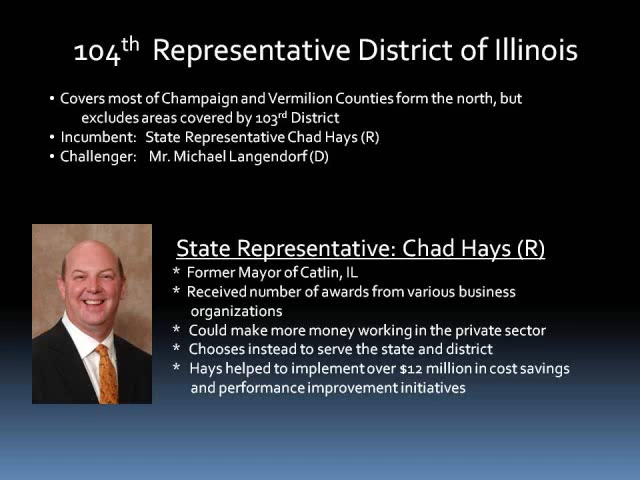 104th Representative District of Illinois
• Covers most of Champaign and Vermilion Counties form the north, but
excludes areas covered by 103rd District
• Incumbent: State Representative Chad Hays (R)
• Challenger: Mr. Michael Langendorf (D)
State Representative: Chad Hays (R)
* Former Mayor of Catlin, IL
* Received number of awards from various business
organizations
* Could make more money working in the private sector
* Chooses instead to serve the state and district
* Hays helped to implement over $12 million in cost savings
and performance improvement initiatives